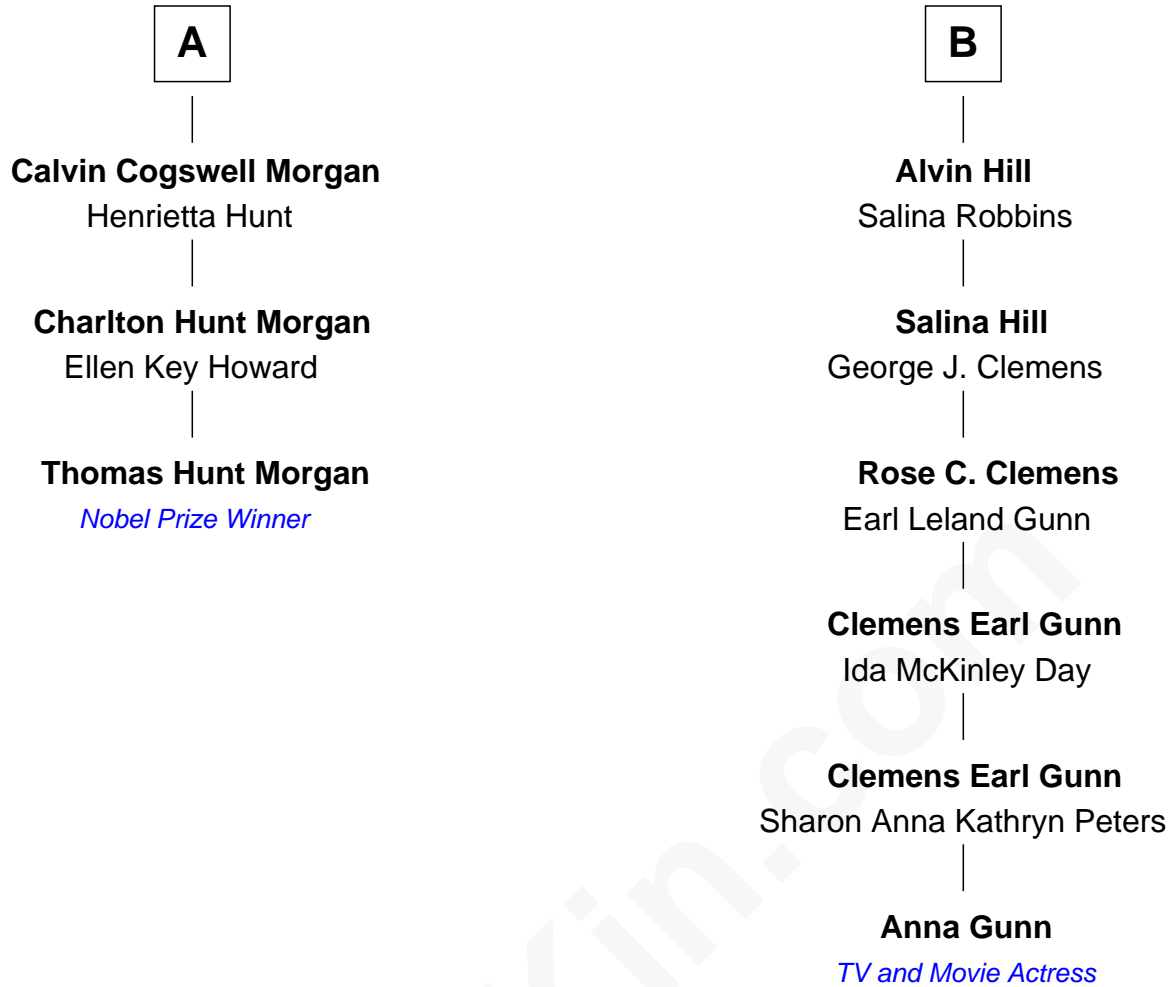 A
Calvin Cogswell Morgan
Henrietta Hunt
Charlton Hunt Morgan
Ellen Key Howard
Thomas Hunt Morgan
Nobel Prize Winner
B
Alvin Hill
Salina Robbins
Salina Hill
George J. Clemens
Rose C. Clemens
Earl Leland Gunn
Clemens Earl Gunn
Ida McKinley Day
Clemens Earl Gunn
Sharon Anna Kathryn Peters
Anna Gunn
TV and Movie Actress
Kin.com